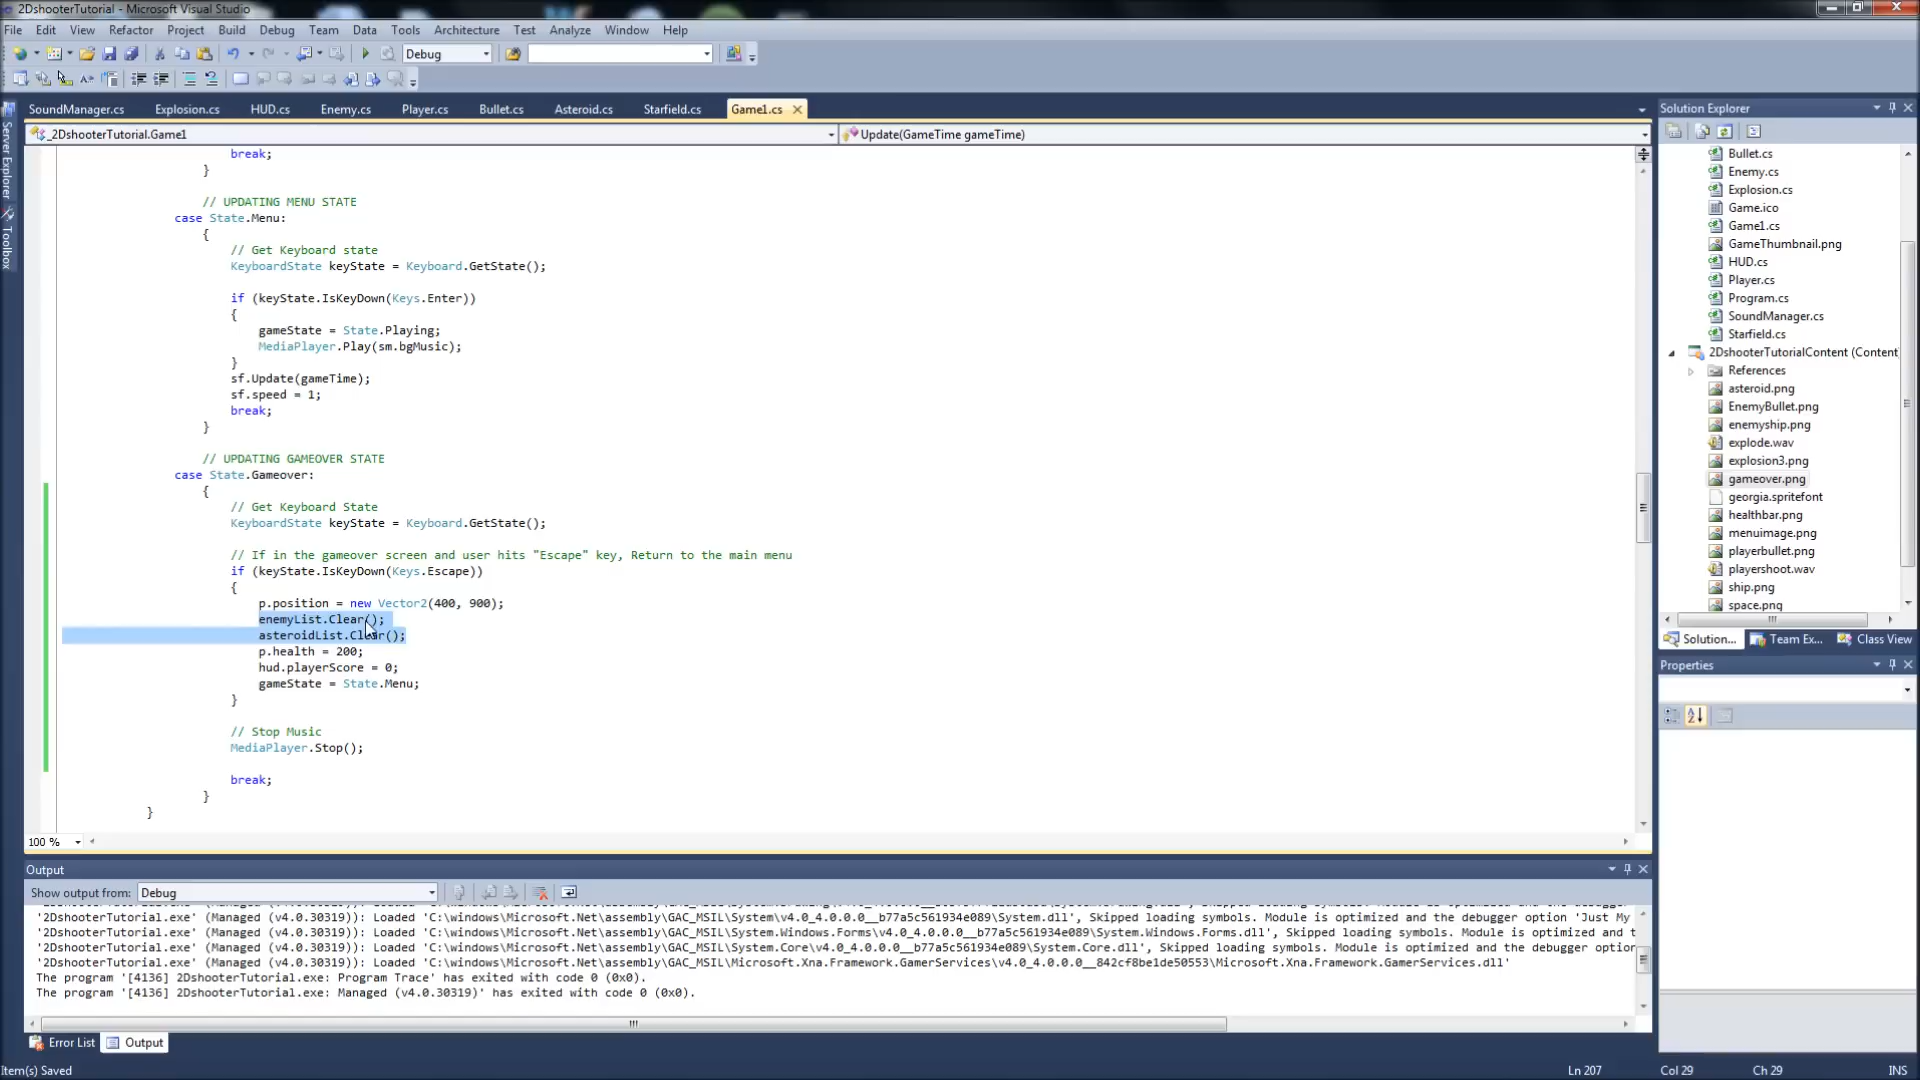 2DshooterTutorial - Microsoft Visual Studio
File Edit View Refactor Project Build Debug Team Data Tools Architecture Test Analyze Window Help
Debug
SoundManager.cs Explosion.cs HUD.cs Enemy.cs Player.cs Bullet.cs Asteroid.cs Starfield.cs Game1.cs
_2DshooterTutorial.Game1
Update(GameTime gameTime)
Server Explorer
Toolbox
break;
}
// UPDATING MENU STATE
case State.Menu:
{
// Get Keyboard state
KeyboardState keyState = Keyboard.GetState();
if (keyState.IsKeyDown(Keys.Enter))
{
gameState = State.Playing;
MediaPlayer.Play(sm.bgMusic);
}
sf.Update(gameTime);
sf.speed = 1;
break;
}
// UPDATING GAMEOVER STATE
case State.Gameover:
{
// Get Keyboard State
KeyboardState keyState = Keyboard.GetState();
// If in the gameover screen and user hits "Escape" key, Return to the main menu
if (keyState.IsKeyDown(Keys.Escape))
{
p.position = new Vector2(400, 900);
enemyList.Clear();
asteroidList.Clear();
p.health = 200;
hud.playerScore = 0;
gameState = State.Menu;
}
// Stop Music
MediaPlayer.Stop();
break;
}
}
100 %
Solution Explorer
Bullet.cs
Enemy.cs
Explosion.cs
Game.ico
Game1.cs
GameThumbnail.png
HUD.cs
Player.cs
Program.cs
SoundManager.cs
Starfield.cs
2DshooterTutorialContent (Content
References
asteroid.png
EnemyBullet.png
enemyship.png
explode.wav
explosion3.png
gameover.png
georgia.spritefont
healthbar.png
menuimage.png
playerbullet.png
playershoot.wav
ship.png
space.png
Solution... Team Ex... Class View
Properties
Output
Show output from: Debug
'2DshooterTutorial.exe' (Managed (v4.0.30319)): Loaded 'C:\windows\Microsoft.Net\assembly\GAC_MSIL\System\v4.0_4.0.0.0__b77a5c561934e089\System.dll', Skipped loading symbols. Module is optimized and the debugger option 'Just My
'2DshooterTutorial.exe' (Managed (v4.0.30319)): Loaded 'C:\windows\Microsoft.Net\assembly\GAC_MSIL\System.Windows.Forms\v4.0_4.0.0.0__b77a5c561934e089\System.Windows.Forms.dll', Skipped loading symbols. Module is optimized and t
'2DshooterTutorial.exe' (Managed (v4.0.30319)): Loaded 'C:\windows\Microsoft.Net\assembly\GAC_MSIL\System.Core\v4.0_4.0.0.0__b77a5c561934e089\System.Core.dll', Skipped loading symbols. Module is optimized and the debugger option
'2DshooterTutorial.exe' (Managed (v4.0.30319)): Loaded 'C:\windows\Microsoft.Net\assembly\GAC_MSIL\Microsoft.Xna.Framework.GamerServices\v4.0_4.0.0.0__842cf8be1de50553\Microsoft.Xna.Framework.GamerServices.dll'
The program '[4136] 2DshooterTutorial.exe: Program Trace' has exited with code 0 (0x0).
The program '[4136] 2DshooterTutorial.exe: Managed (v4.0.30319)' has exited with code 0 (0x0).
Error List Output
Item(s) Saved Ln 207 Col 29 Ch 29 INS